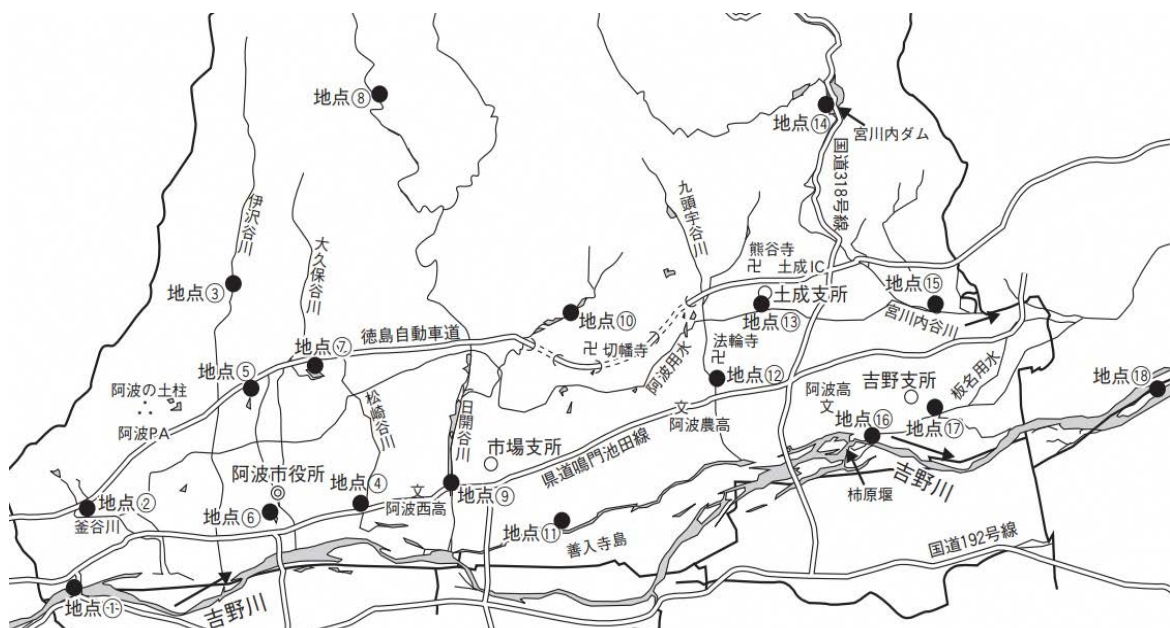 地点⑧
地点⑭
宮川内ダム
国道318号線
伊沢谷川
九頭宇谷川
大久保谷川
熊谷寺
卍
土成IC
地点③
土成支所
地点⑮
地点⑩
地点⑬
宮川内谷川
徳島自動車道
地点⑦
卍 切幡寺
法輪寺
卍
阿波用水
地点⑤
地点⑫
吉野支所
板名用水
地点⑱
阿波の土柱
阿波高
文
松崎谷川
日開谷川
文
阿波農高
地点⑯
地点⑰
阿波PA
市場支所
県道鳴門池田線
阿波市役所
地点④
吉野川
地点②
文
阿波西高
地点⑨
柿原堰
釜谷川
地点⑥
地点⑪
善入寺島
国道192号線
地点①
吉野川